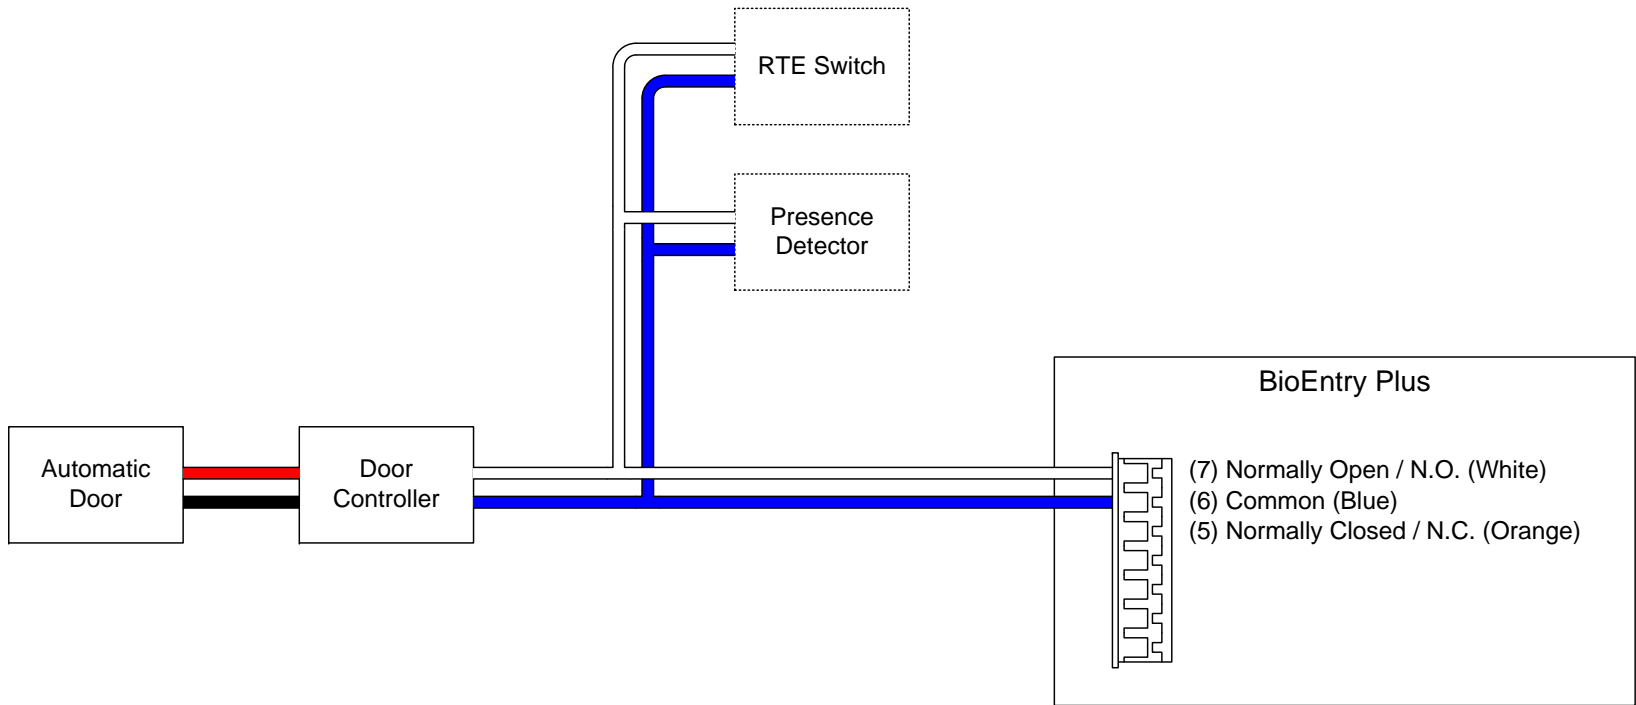 RTE Switch
Presence
Detector
BioEntry Plus
Automatic
Door
Door
Controller
(7) Normally Open / N.O. (White)
(6) Common (Blue)
(5) Normally Closed / N.C. (Orange)